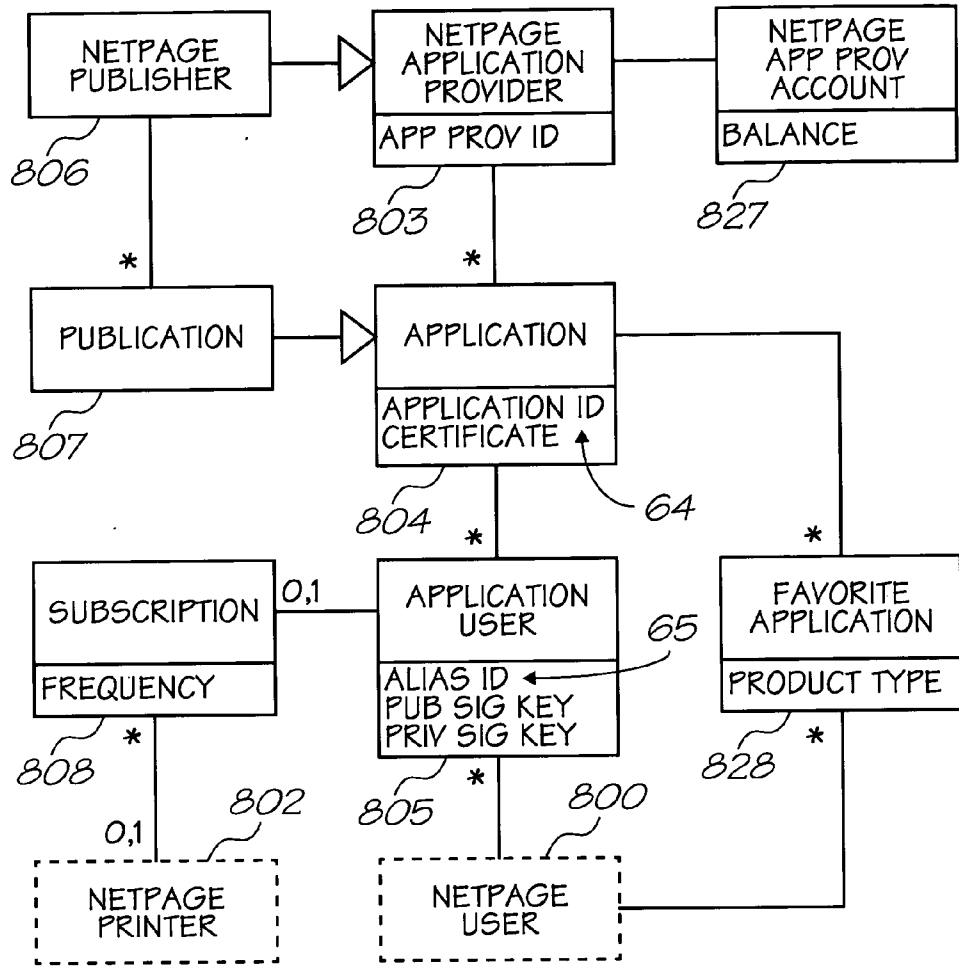 NETPAGE
PUBLISHER
NETPAGE
APPLICATION
PROVIDER
APP PROV ID
NETPAGE
APP PROV
ACCOUNT
BALANCE
806
803
827
*
*
PUBLICATION
APPLICATION
APPLICATION ID
CERTIFICATE
807
804
64
*
*
SUBSCRIPTION
FREQUENCY
0,1
APPLICATION
USER
ALIAS ID
PUB SIG KEY
PRIV SIG KEY
65
FAVORITE
APPLICATION
PRODUCT TYPE
808
*
805
*
828
*
802
800
0,1
NETPAGE
PRINTER
NETPAGE
USER